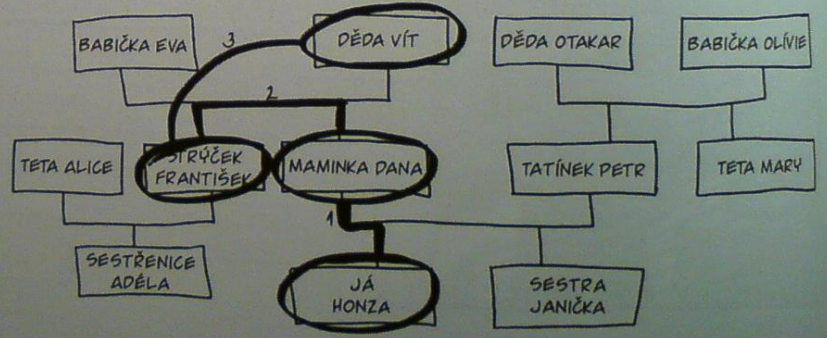 BABIČKA EVA
3
DĚDA VÍT
DĚDA OTAKAR
BABIČKA OLÍVIE
2
TETA ALICE
STRÝČEK
FRANTIŠEK
MAMINKA DANA
TATÍNEK PETR
TETA MARY
1
SESTŘENICE
ADÉLA
JÁ
HONZA
SESTRA
JANIČKA